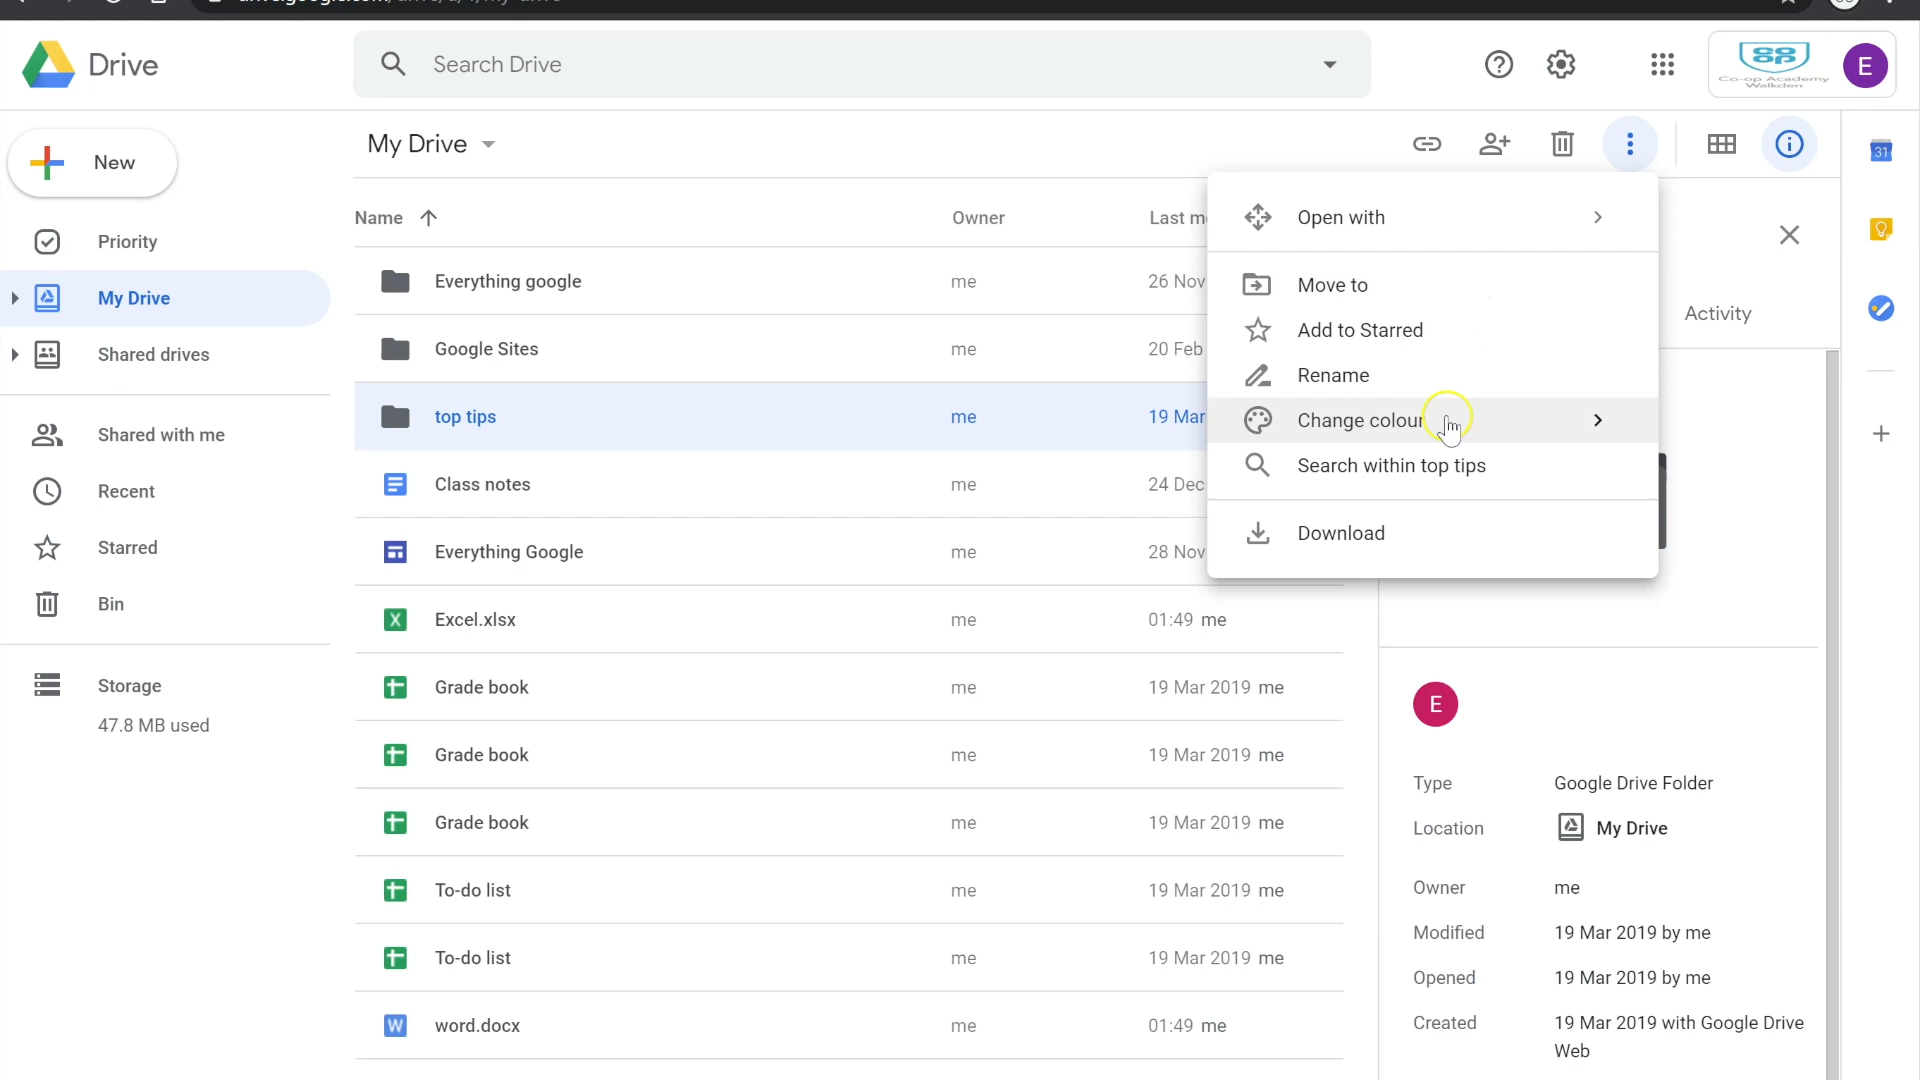 Drive
Search Drive
co
op
Co-op Academy
Walkden
E
New
My Drive
31
Priority
My Drive
Shared drives
Shared with me
Recent
Starred
Bin
Storage
47.8 MB used
Name Owner Last m
Everything google me 26 Nov
Google Sites me 20 Feb
top tips me 19 Mar
Class notes me 24 Dec
Everything Google me 28 Nov
X Excel.xlsx me 01:49 me
Grade book me 19 Mar 2019 me
Grade book me 19 Mar 2019 me
Grade book me 19 Mar 2019 me
To-do list me 19 Mar 2019 me
To-do list me 19 Mar 2019 me
W word.docx me 01:49 me
Open with
Move to
Add to Starred
Rename
Change colour
Search within top tips
Download
Activity
E
Type Google Drive Folder
Location My Drive
Owner me
Modified 19 Mar 2019 by me
Opened 19 Mar 2019 by me
Created 19 Mar 2019 with Google Drive
Web